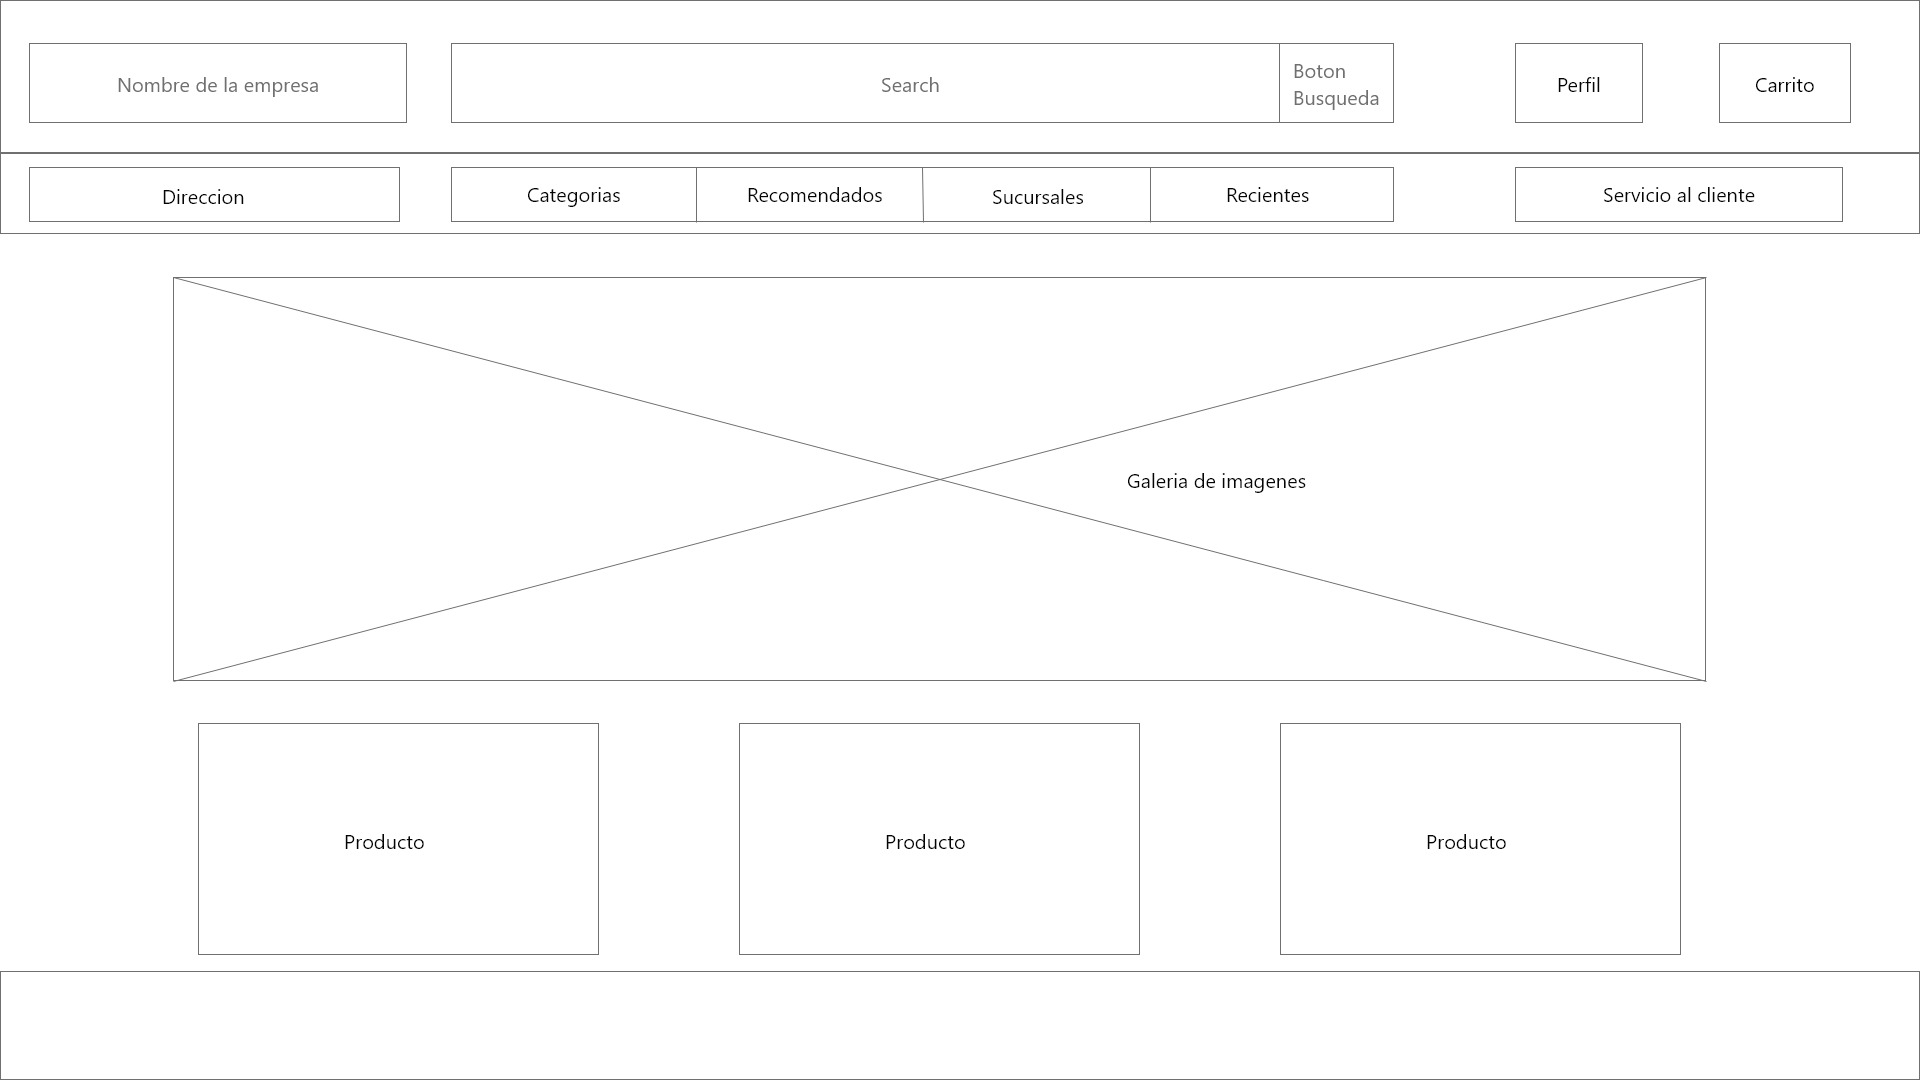 Nombre de la empresa
Search
Boton
Busqueda
Perfil
Carrito
Direccion
Categorias
Recomendados
Sucursales
Recientes
Servicio al cliente
Galeria de imagenes
Producto
Producto
Producto